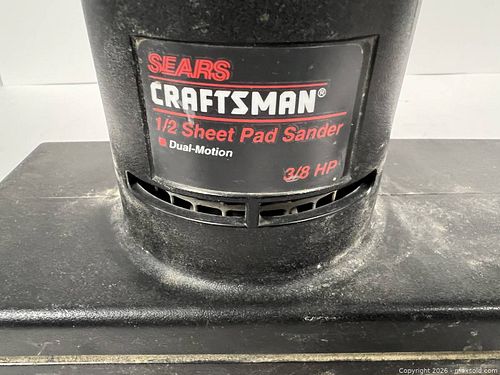 SEARS
CRAFTSMAN®
1/2 Sheet Pad Sander
Dual-Motion
3/8 HP
Copyright 2026 - maxsold.com